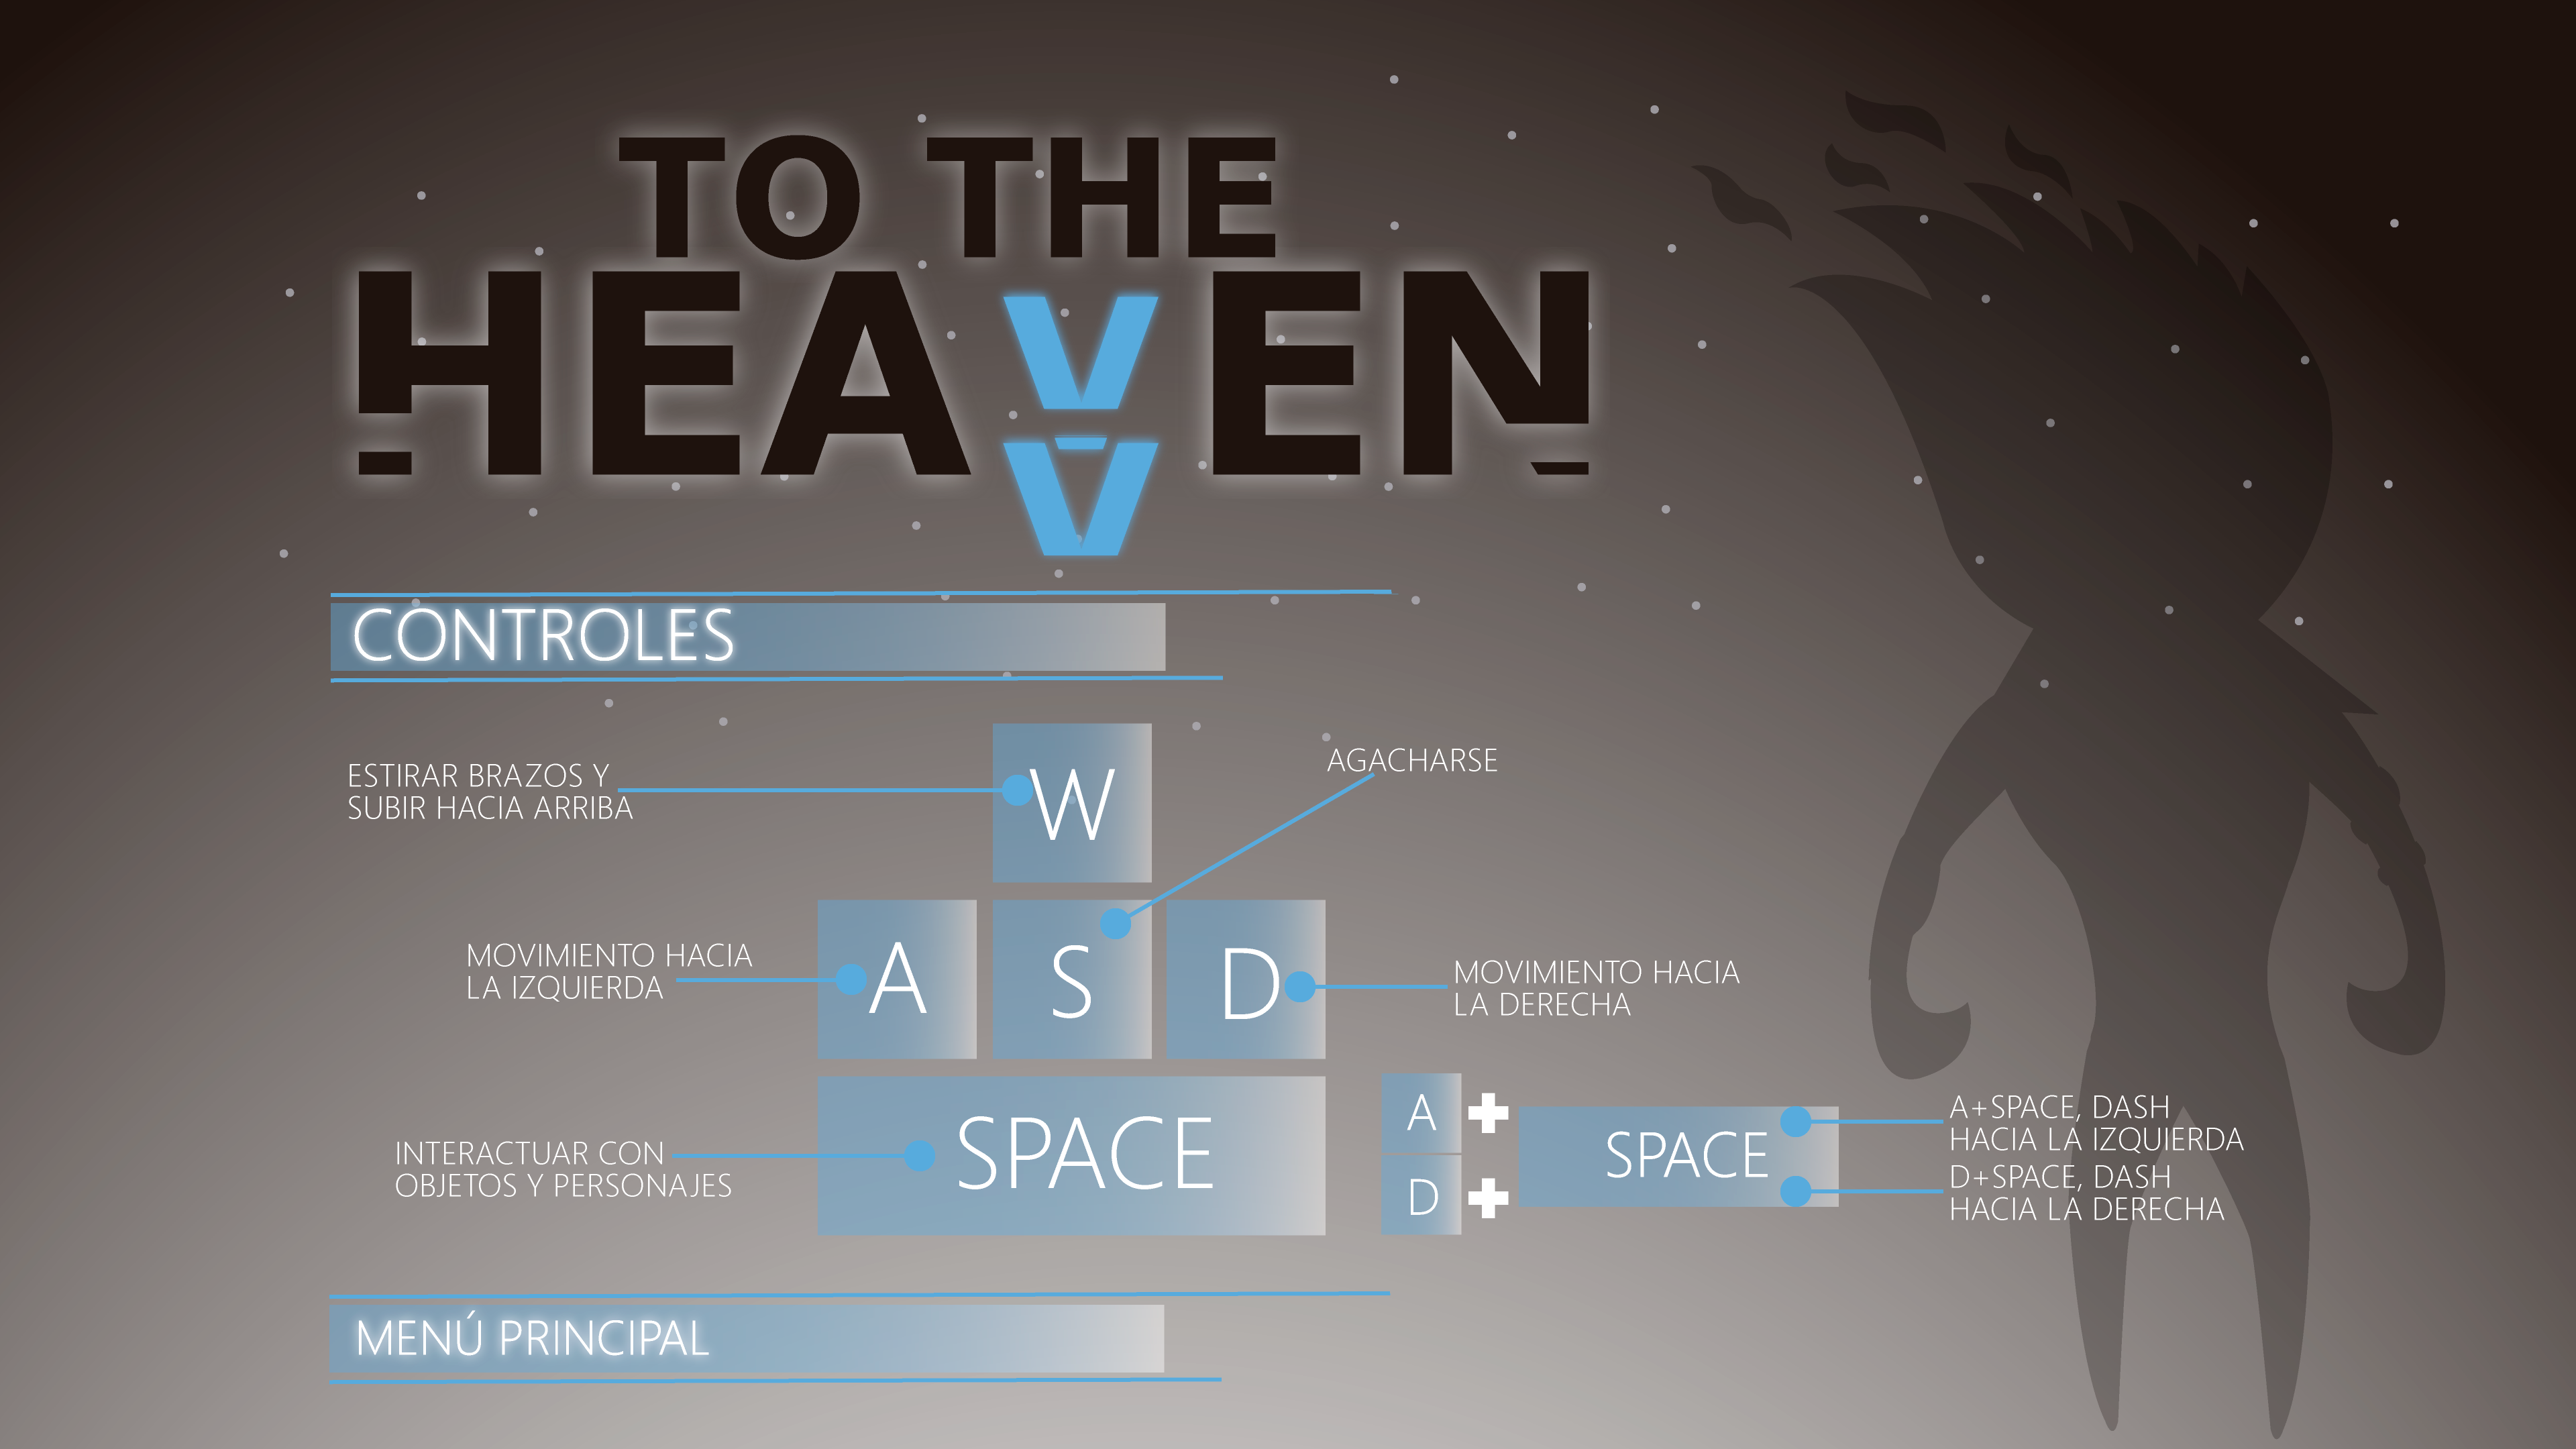 TO THE
HEAVEN
CONTROLES
W
ESTIRAR BRAZOS Y
SUBIR HACIA ARRIBA
AGACHARSE
A
S
D
MOVIMIENTO HACIA
LA IZQUIERDA
MOVIMIENTO HACIA
LA DERECHA
SPACE
INTERACTUAR CON
OBJETOS Y PERSONAJES
A +
D +
SPACE
A+SPACE, DASH
HACIA LA IZQUIERDA
D+SPACE, DASH
HACIA LA DERECHA
MENÚ PRINCIPAL